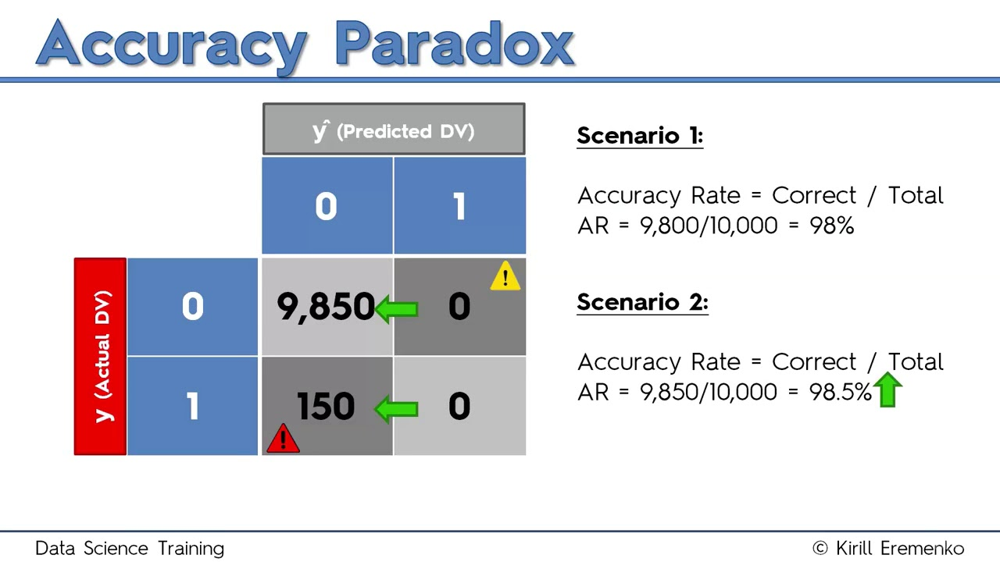 Accuracy Paradox
ŷ (Predicted DV)
0 1
y (Actual DV)
0 9,850 0 !
1 150 0 !
Scenario 1:
Accuracy Rate = Correct / Total
AR = 9,800/10,000 = 98%
Scenario 2:
Accuracy Rate = Correct / Total
AR = 9,850/10,000 = 98.5%
Data Science Training
© Kirill Eremenko